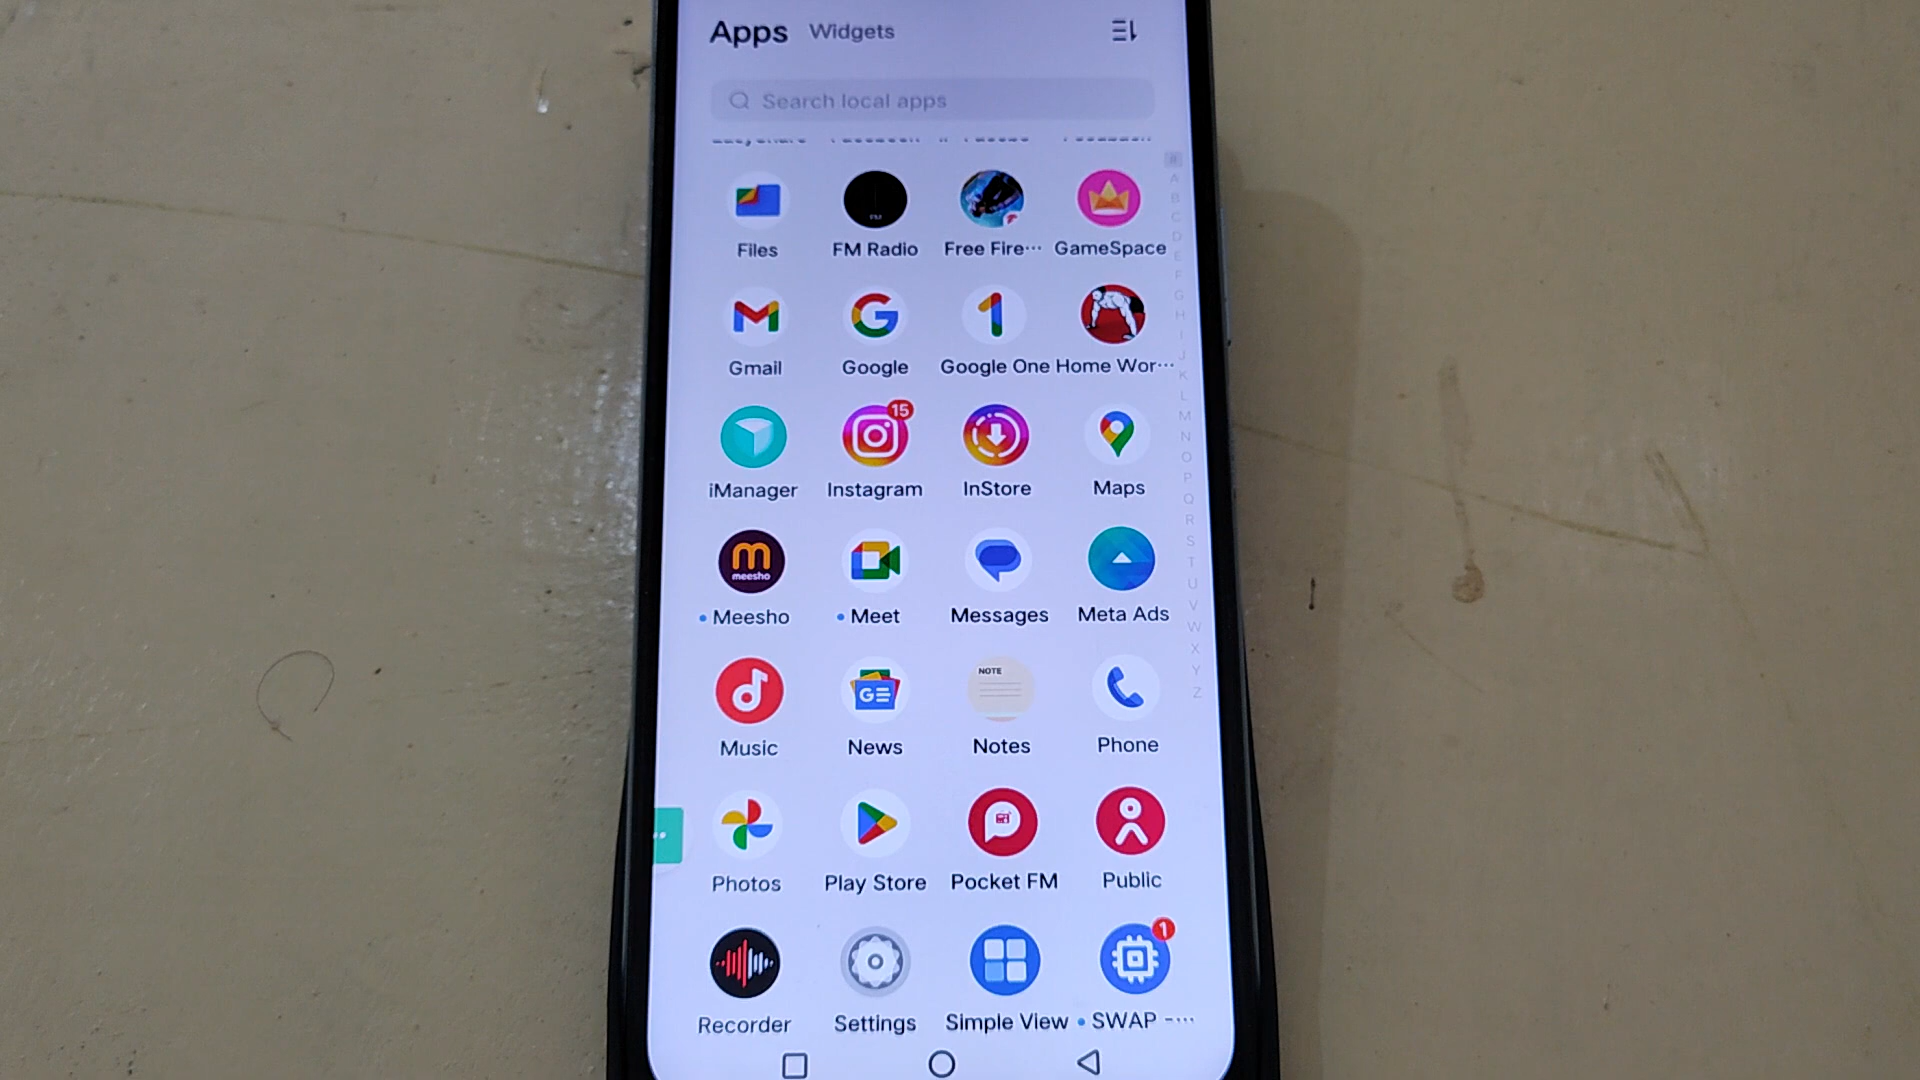 Apps Widgets
Search local apps
Files FM Radio Free Fire··· GameSpace
Gmail Google Google One Home Wor···
15
iManager Instagram InStore Maps
meesho
Meesho Meet Messages Meta Ads
NOTE
GE
Music News Notes Phone
Photos Play Store Pocket FM Public
1
Recorder Settings Simple View SWAP -···
A
B
C
D
E
F
G
H
I
J
K
L
M
N
O
P
Q
R
S
T
U
V
W
X
Y
Z